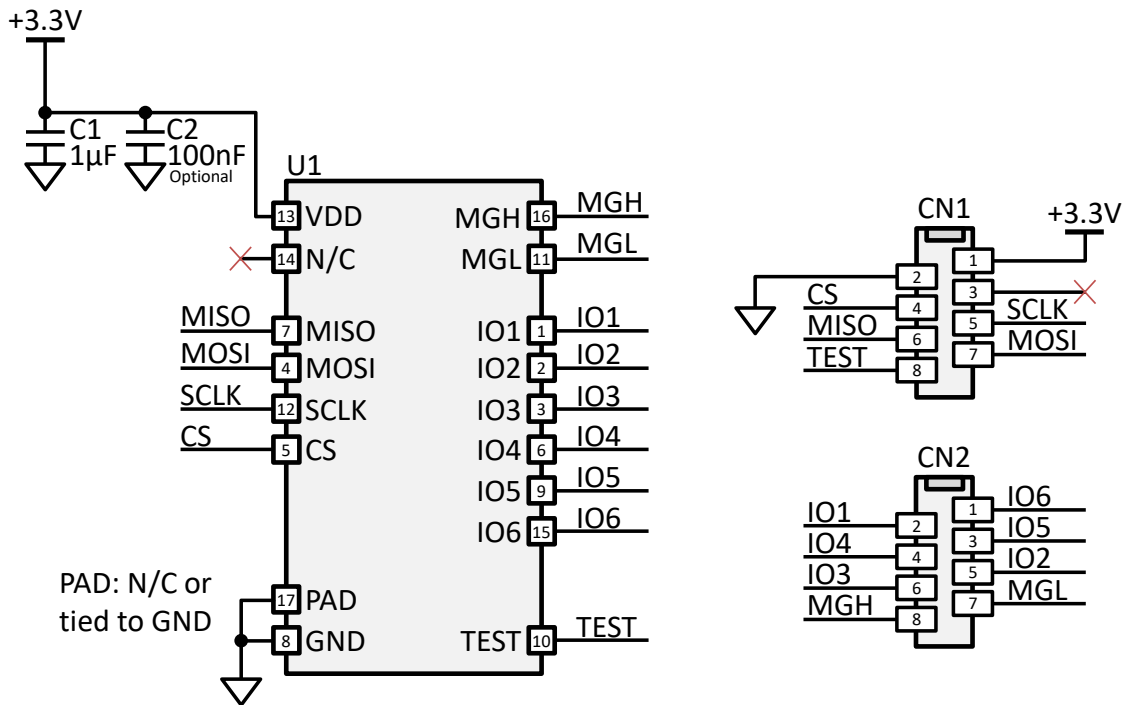 +3.3V
C1
1µF
C2
100nF
Optional
U1
13 VDD
14 N/C
MISO 7 MISO
MOSI 4 MOSI
SCLK 12 SCLK
CS 5 CS
17 PAD
8 GND
MGH 16 MGH
MGL 11 MGL
IO1 1 IO1
IO2 2 IO2
IO3 3 IO3
IO4 6 IO4
IO5 9 IO5
IO6 15 IO6
TEST 10 TEST
PAD: N/C or
tied to GND
CN1
+3.3V
1
2
3
CS 4
5 SCLK
MISO 6
7 MOSI
TEST 8
CN2
1 IO6
IO1 2
3 IO5
IO4 4
5 IO2
IO3 6
7 MGL
MGH 8